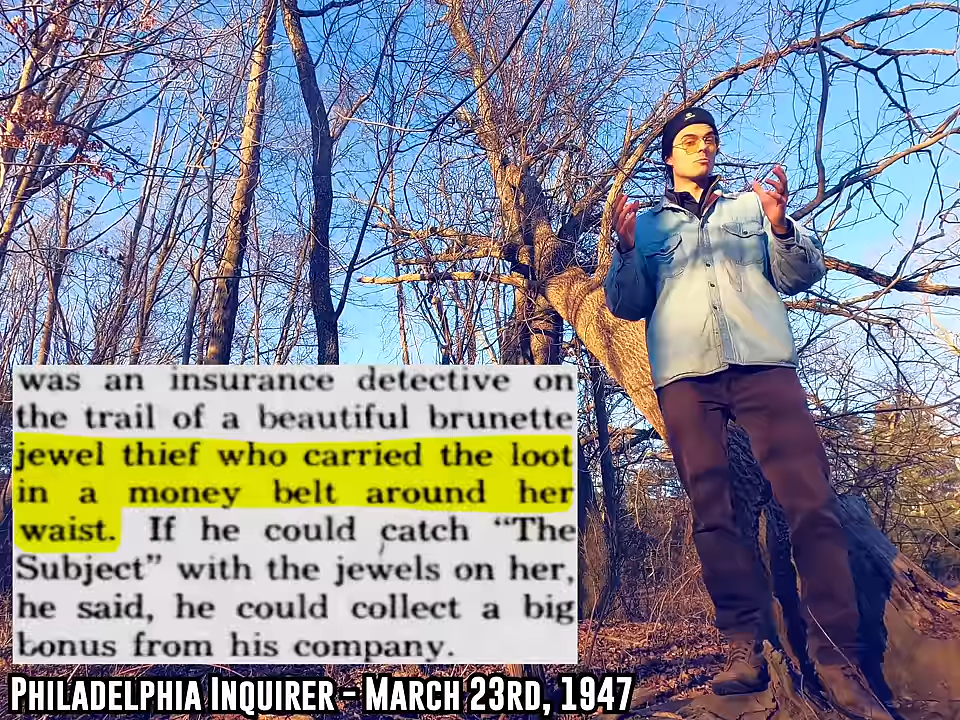 was an insurance detective on
the trail of a beautiful brunette
jewel thief who carried the loot
in a money belt around her
waist. If he could catch “The
Subject” with the jewels on her,
he said, he could collect a big
bonus from his company.
PHILADELPHIA INQUIRER - MARCH 23RD, 1947